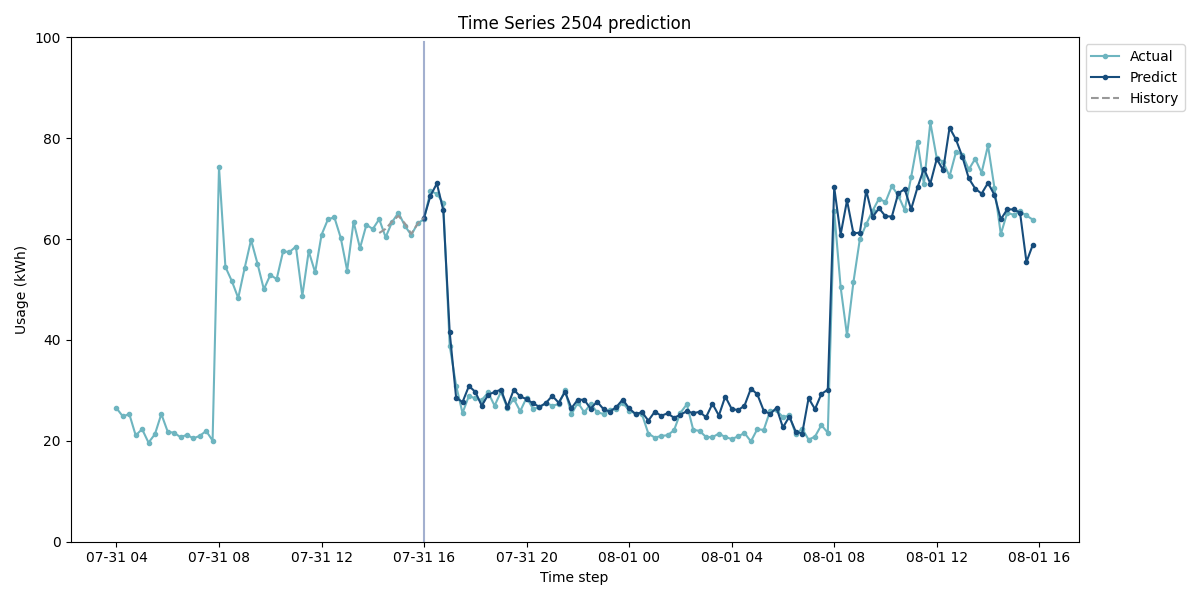 Time Series 2504 prediction
Actual
Predict
History
Usage (kWh)
100
80
60
40
20
0
07-31 04
07-31 08
07-31 12
07-31 16
07-31 20
08-01 00
08-01 04
08-01 08
08-01 12
08-01 16
Time step